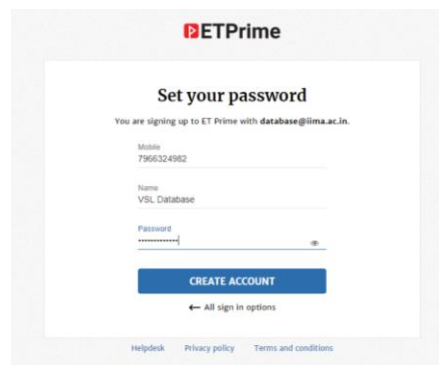 ETPrime
Set your password
You are signing up to ET Prime with database@iima.ac.in.
Mobile
7966324982
Name
VSL Database
Password
•••••••••••••
CREATE ACCOUNT
← All sign in options
Helpdesk Privacy policy Terms and conditions